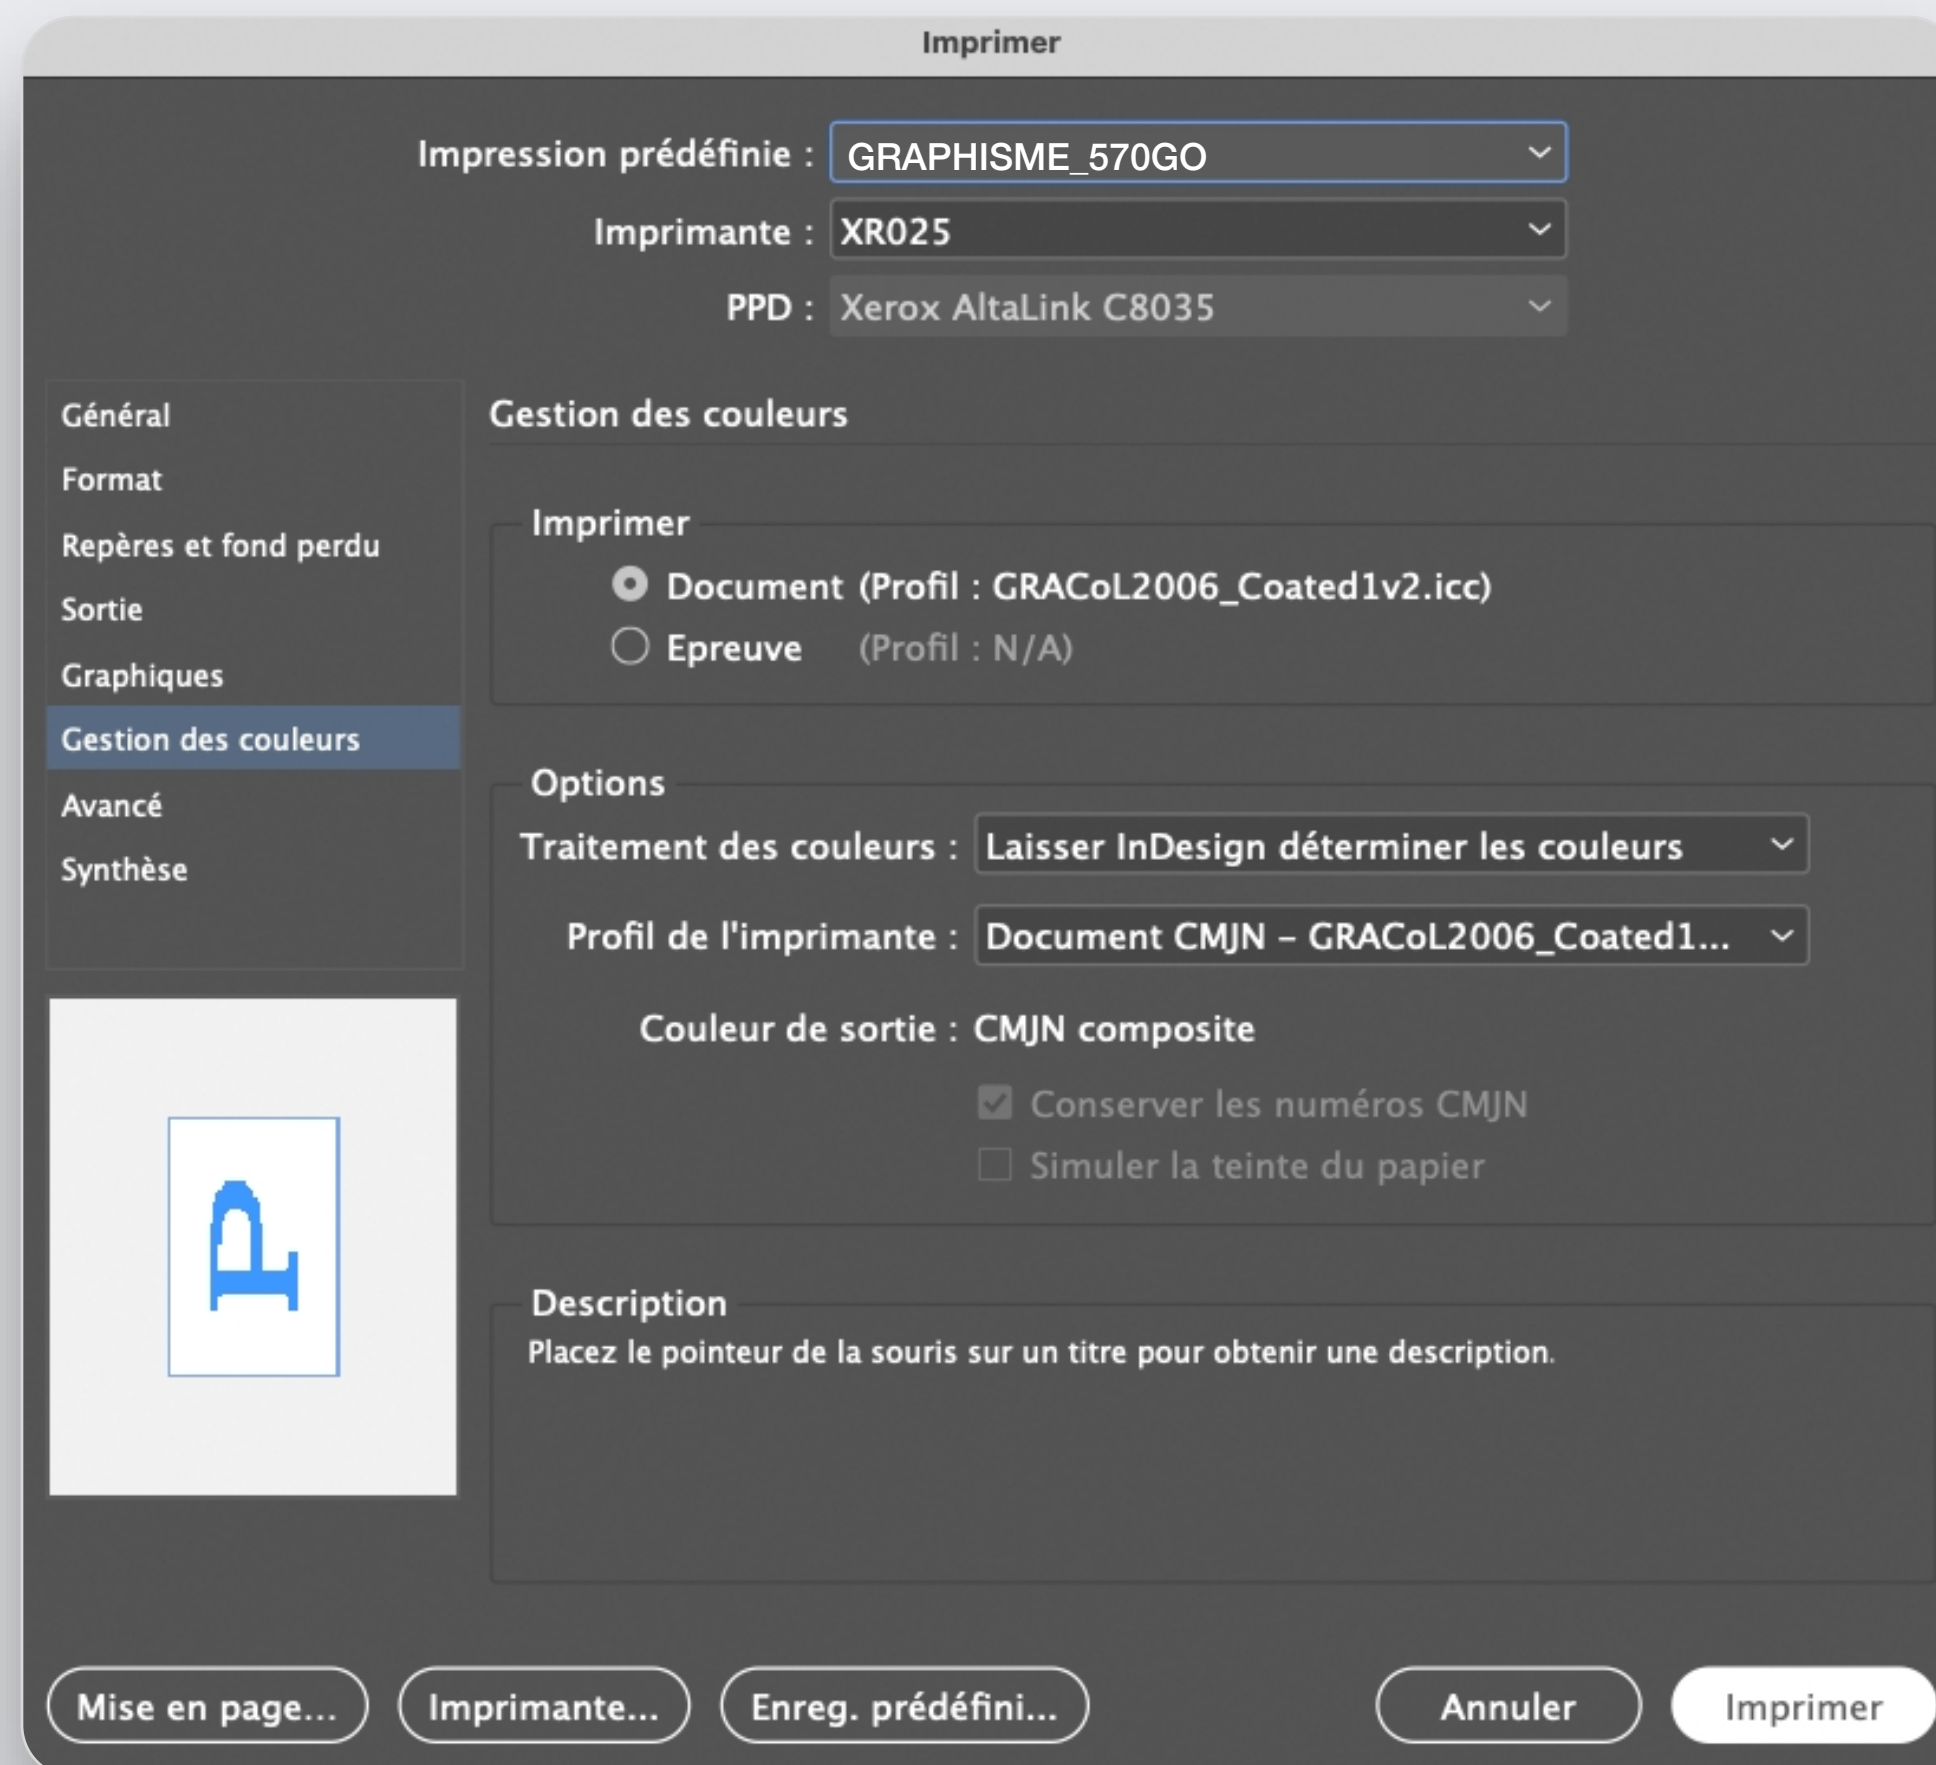 Imprimer
Impression prédéfinie : GRAPHISME_570GO
Imprimante : XR025
PPD : Xerox AltaLink C8035
Général
Format
Repères et fond perdu
Sortie
Graphiques
Gestion des couleurs
Avancé
Synthèse
Gestion des couleurs
Imprimer
Document (Profil : GRACoL2006_Coated1v2.icc)
Epreuve (Profil : N/A)
Options
Traitement des couleurs : Laisser InDesign déterminer les couleurs
Profil de l'imprimante : Document CMJN – GRACoL2006_Coated1...
Couleur de sortie : CMJN composite
Conserver les numéros CMJN
Simuler la teinte du papier
P
Description
Placez le pointeur de la souris sur un titre pour obtenir une description.
Mise en page... Imprimante... Enreg. prédéfini... Annuler Imprimer